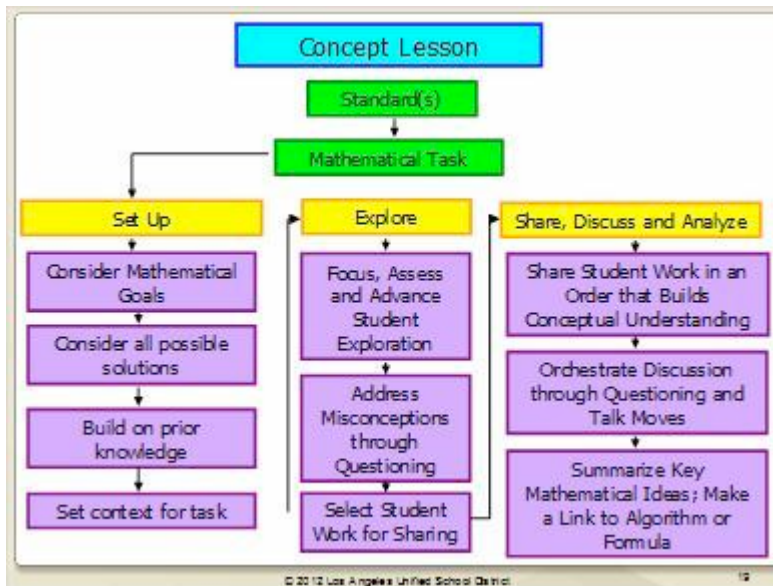 Concept Lesson
Standard(s)
Mathematical Task
Set Up
Consider Mathematical
Goals
Consider all possible
solutions
Build on prior
knowledge
Set context for task
Explore
Focus, Assess
and Advance
Student
Exploration
Address
Misconceptions
through
Questioning
Select Student
Work for Sharing
Share, Discuss and Analyze
Share Student Work in an
Order that Builds
Conceptual Understanding
Orchestrate Discussion
through Questioning and
Talk Moves
Summarize Key
Mathematical Ideas; Make
a Link to Algorithm or
Formula
© 2012 Los Angeles Unified School District
19